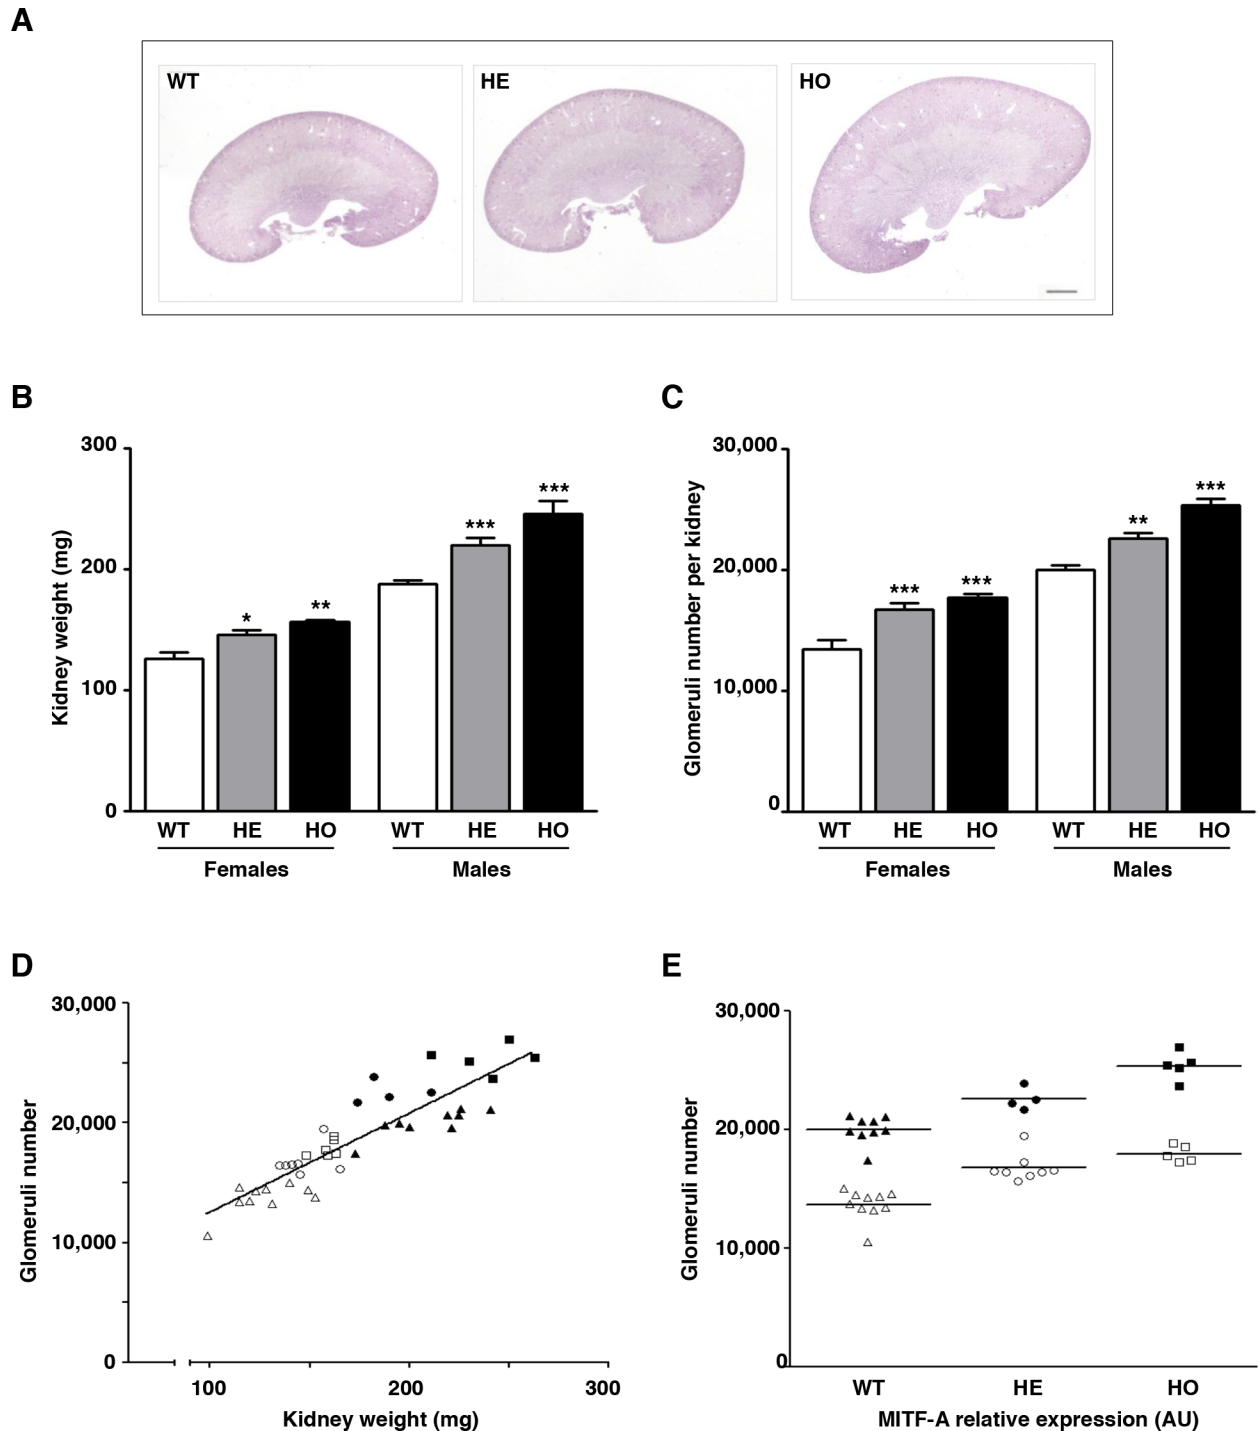 A
WT
HE
HO
B
300
200
100
0
Kidney weight (mg)
*
**
***
***
WT
HE
HO
WT
HE
HO
Females
Males
C
30,000
20,000
10,000
0
Glomeruli number per kidney
***
***
**
***
WT
HE
HO
WT
HE
HO
Females
Males
D
30,000
20,000
10,000
0
Glomeruli number
100
200
300
Kidney weight (mg)
E
30,000
20,000
10,000
0
Glomeruli number
WT
HE
HO
MITF-A relative expression (AU)